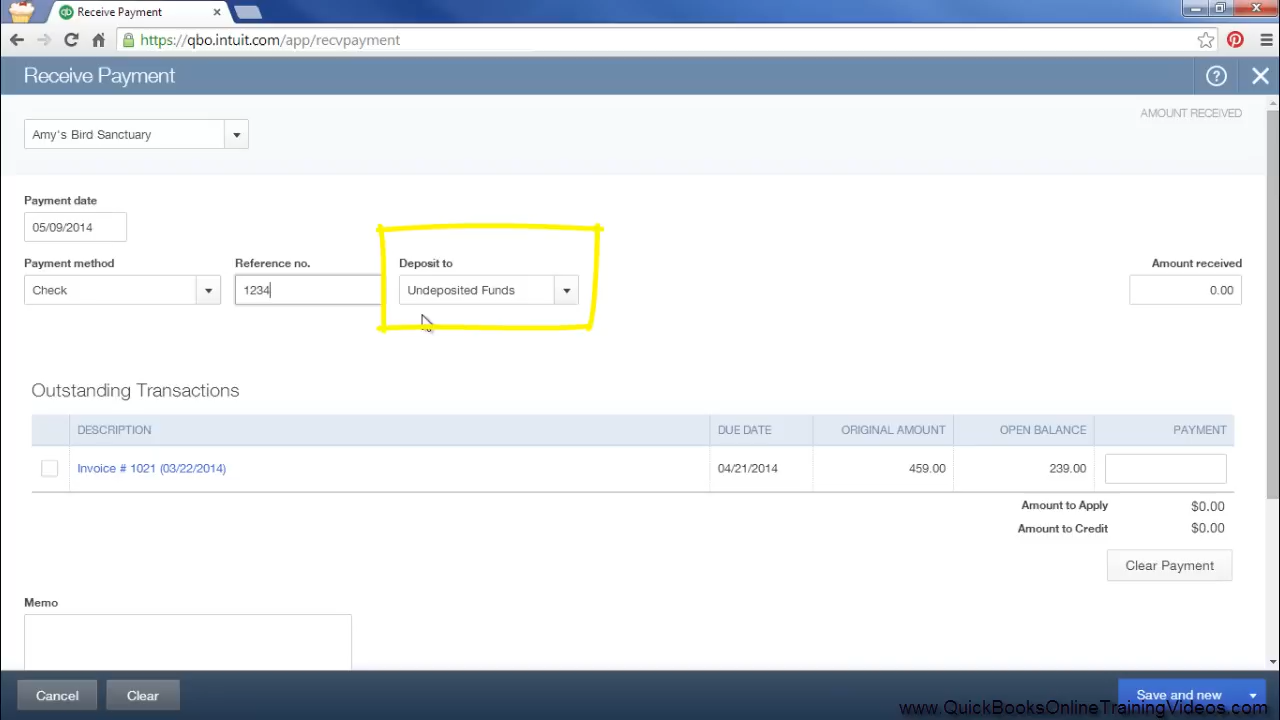 Receive Payment
https://qbo.intuit.com/app/recvpayment
Receive Payment
AMOUNT RECEIVED
Amy's Bird Sanctuary
Payment date
05/09/2014
Payment method Reference no. Deposit to Amount received
Check 1234 Undeposited Funds 0.00
Outstanding Transactions
DESCRIPTION DUE DATE ORIGINAL AMOUNT OPEN BALANCE PAYMENT
Invoice # 1021 (03/22/2014) 04/21/2014 459.00 239.00
Amount to Apply $0.00
Amount to Credit $0.00
Clear Payment
Memo
Cancel Clear Save and new
www.QuickBooksOnlineTrainingVideos.com